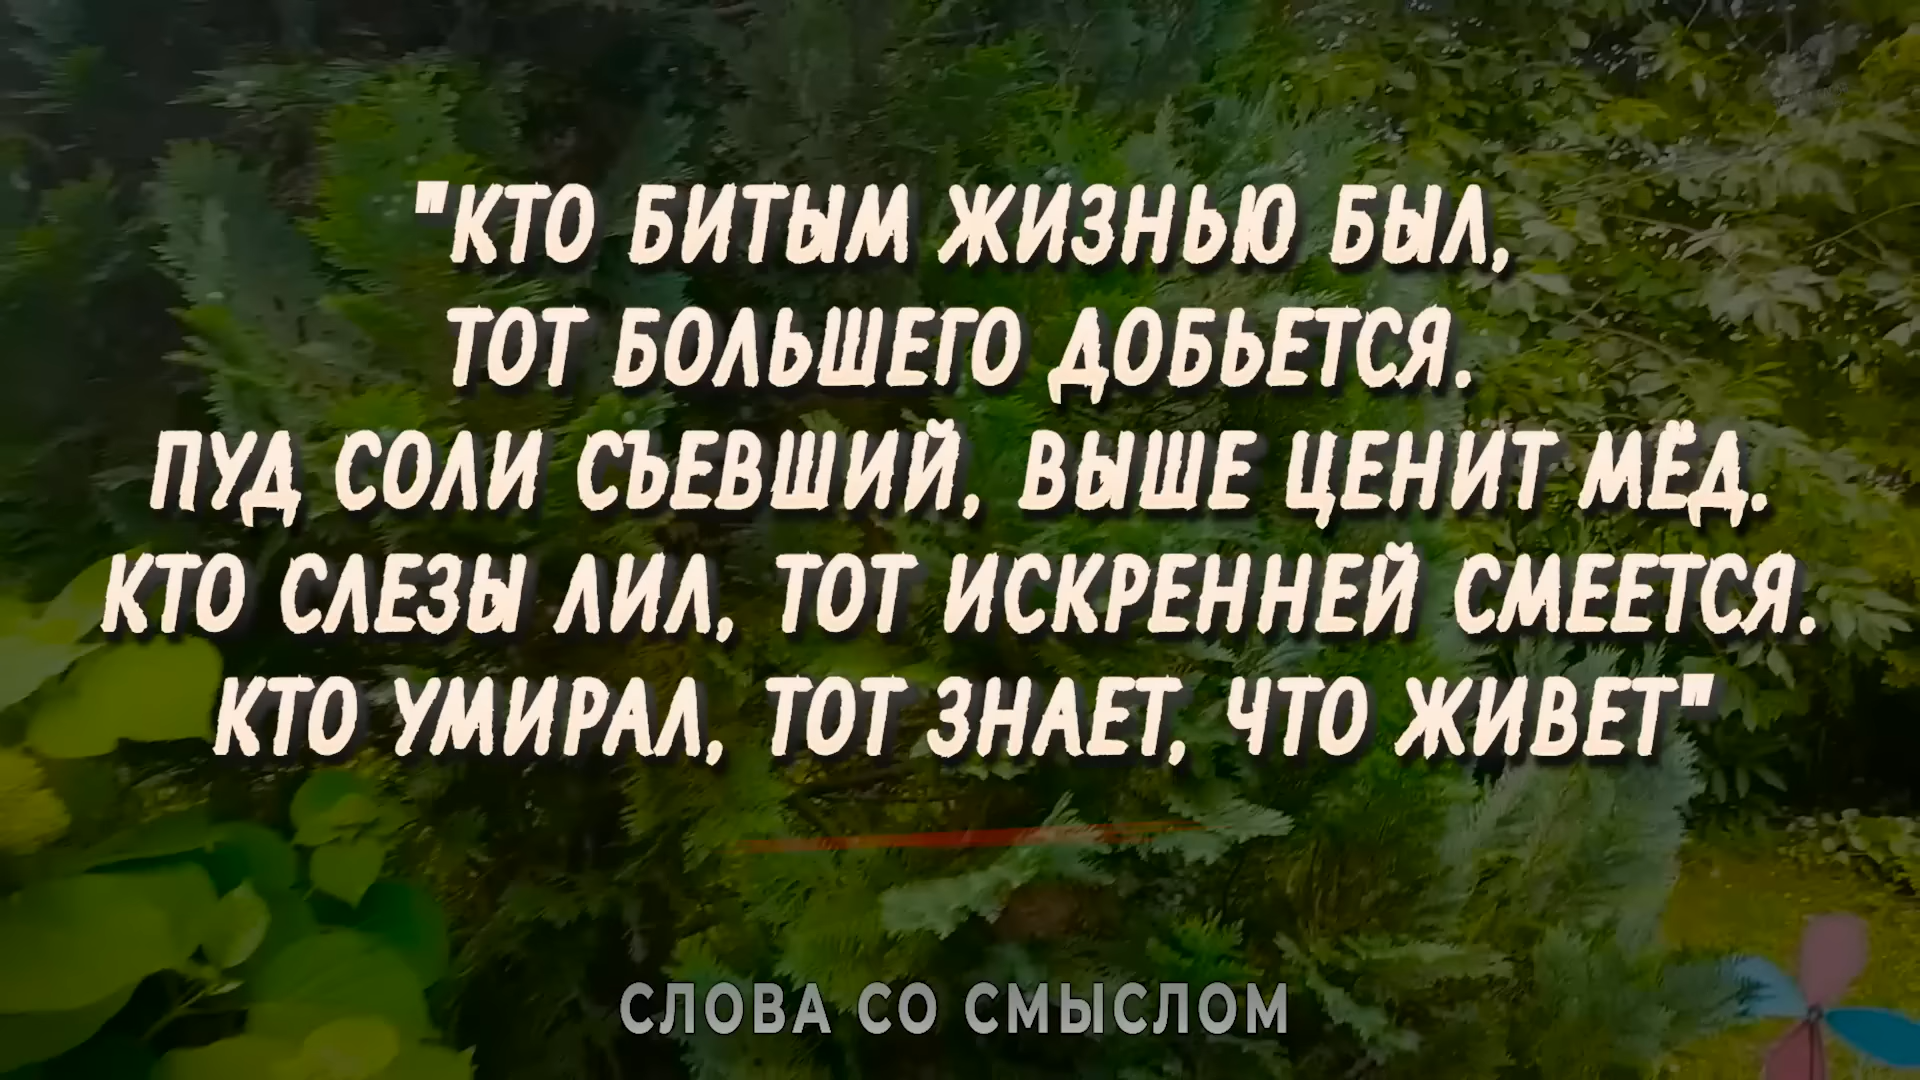 "КТО БИТЫМ ЖИЗНЬЮ БЫЛ,
ТОТ БОЛЬШЕГО ДОБЬЕТСЯ.
ПУД СОЛИ СЪЕВШИЙ, ВЫШЕ ЦЕНИТ МЁД.
КТО СЛЕЗЫ ЛИЛ, ТОТ ИСКРЕННЕЙ СМЕЕТСЯ.
КТО УМИРАЛ, ТОТ ЗНАЕТ, ЧТО ЖИВЕТ"
СЛОВА СО СМЫСЛОМ